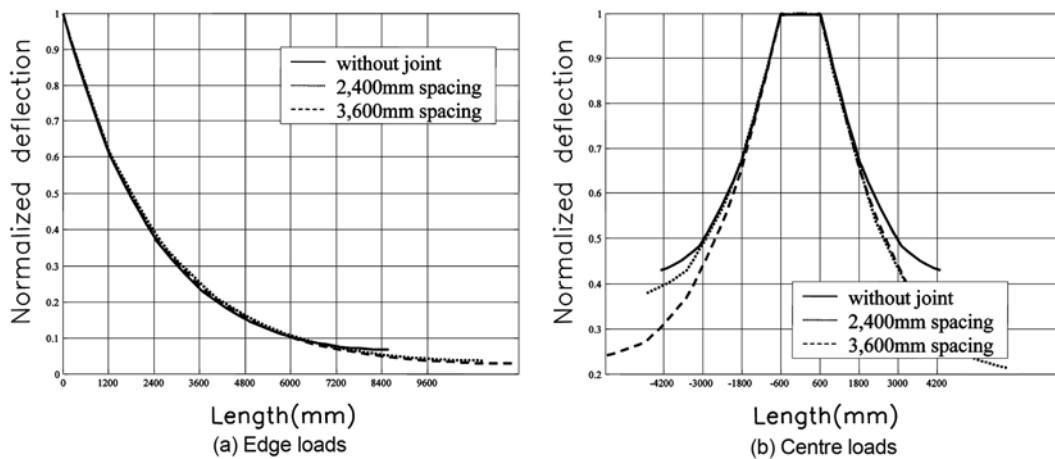 1
0.9
0.8
0.7
0.6
0.5
0.4
0.3
0.2
0.1
0
Normalized deflection
without joint
2,400mm spacing
3,600mm spacing
0 1200 2400 3600 4800 6000 7200 8400 9600
Length(mm)
(a) Edge loads
1
0.9
0.8
0.7
0.6
0.5
0.4
0.3
0.2
Normalized deflection
without joint
2,400mm spacing
3,600mm spacing
-4200 -3000 -1800 -600 600 1800 3000 4200
Length(mm)
(b) Centre loads